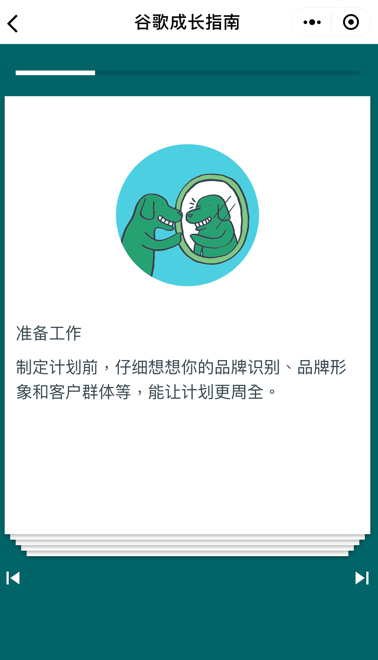 谷歌成长指南
准备工作
制定计划前，仔细想想你的品牌识别、品牌形
象和客户群体等，能让计划更周全。